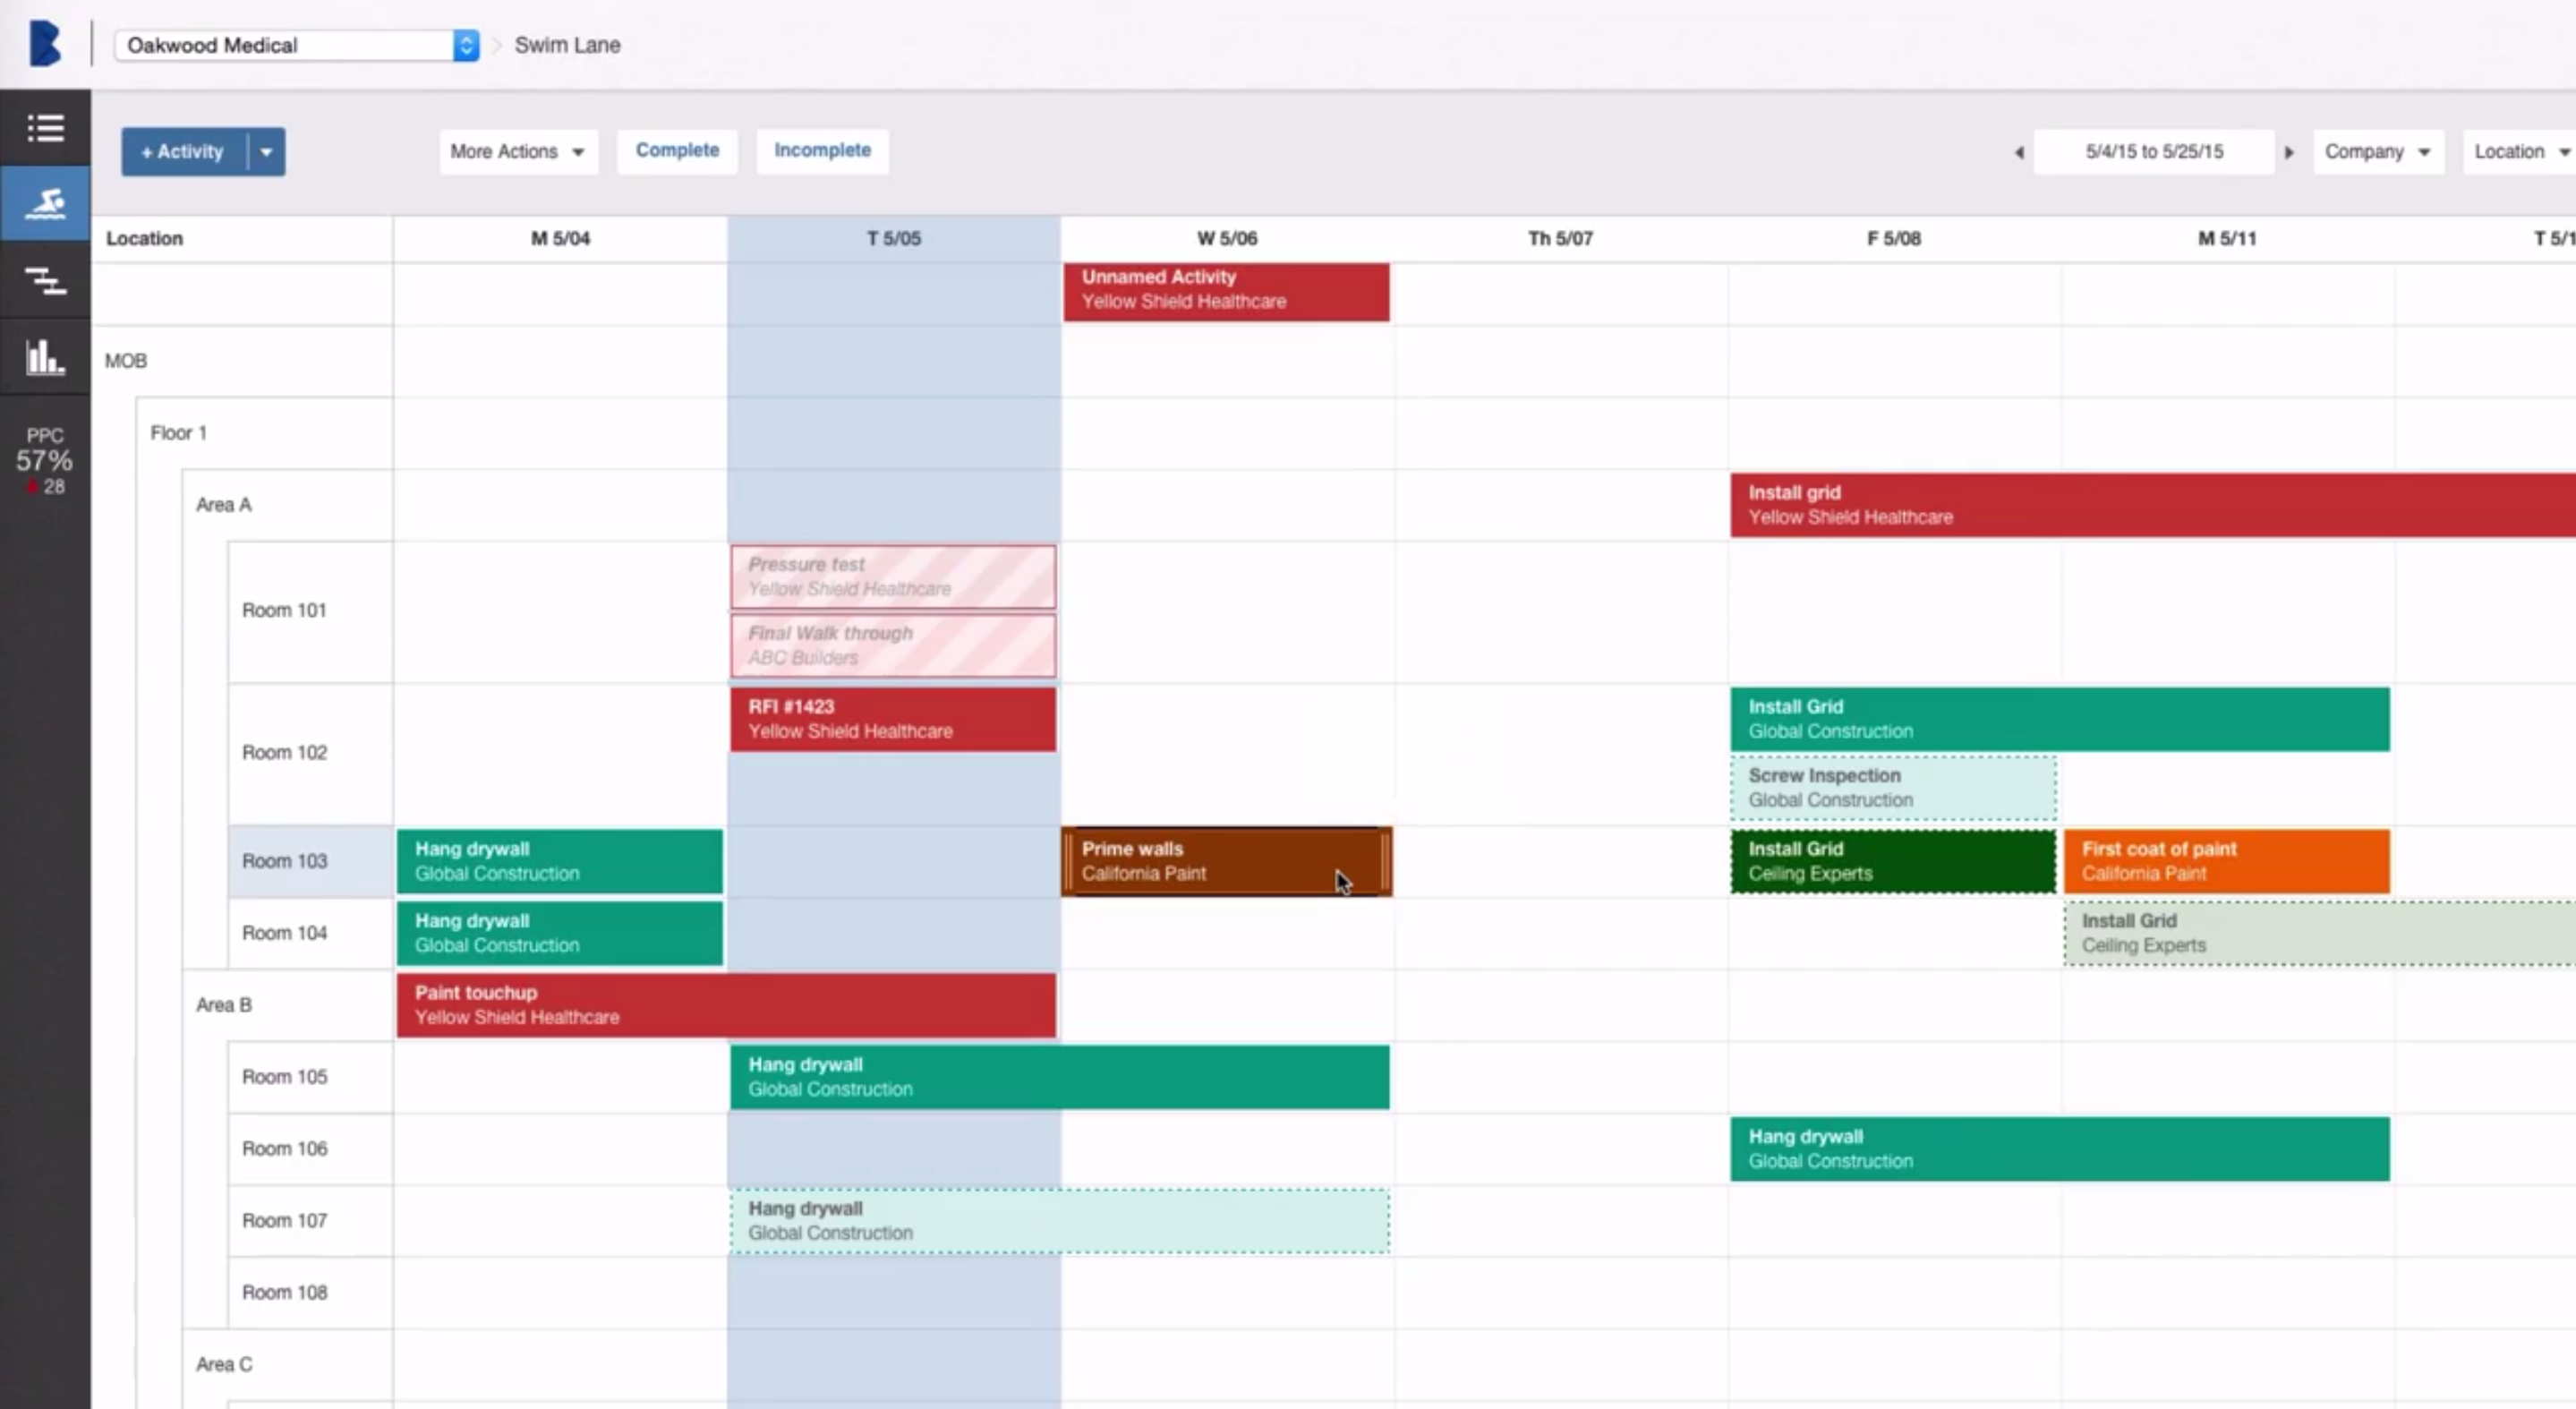 Oakwood Medical
Swim Lane
+ Activity
More Actions
Complete
Incomplete
5/4/15 to 5/25/15
Company
Location
Location
M 5/04
T 5/05
W 5/06
Th 5/07
F 5/08
M 5/11
T 5/1
Unnamed Activity
Yellow Shield Healthcare
MOB
PPC
57%
28
Floor 1
Area A
Install grid
Yellow Shield Healthcare
Room 101
Pressure test
Yellow Shield Healthcare
Final Walk through
ABC Builders
Room 102
RFI #1423
Yellow Shield Healthcare
Install Grid
Global Construction
Screw Inspection
Global Construction
Room 103
Hang drywall
Global Construction
Prime walls
California Paint
Install Grid
Ceiling Experts
First coat of paint
California Paint
Room 104
Hang drywall
Global Construction
Install Grid
Ceiling Experts
Area B
Paint touchup
Yellow Shield Healthcare
Room 105
Hang drywall
Global Construction
Room 106
Hang drywall
Global Construction
Room 107
Hang drywall
Global Construction
Room 108
Area C